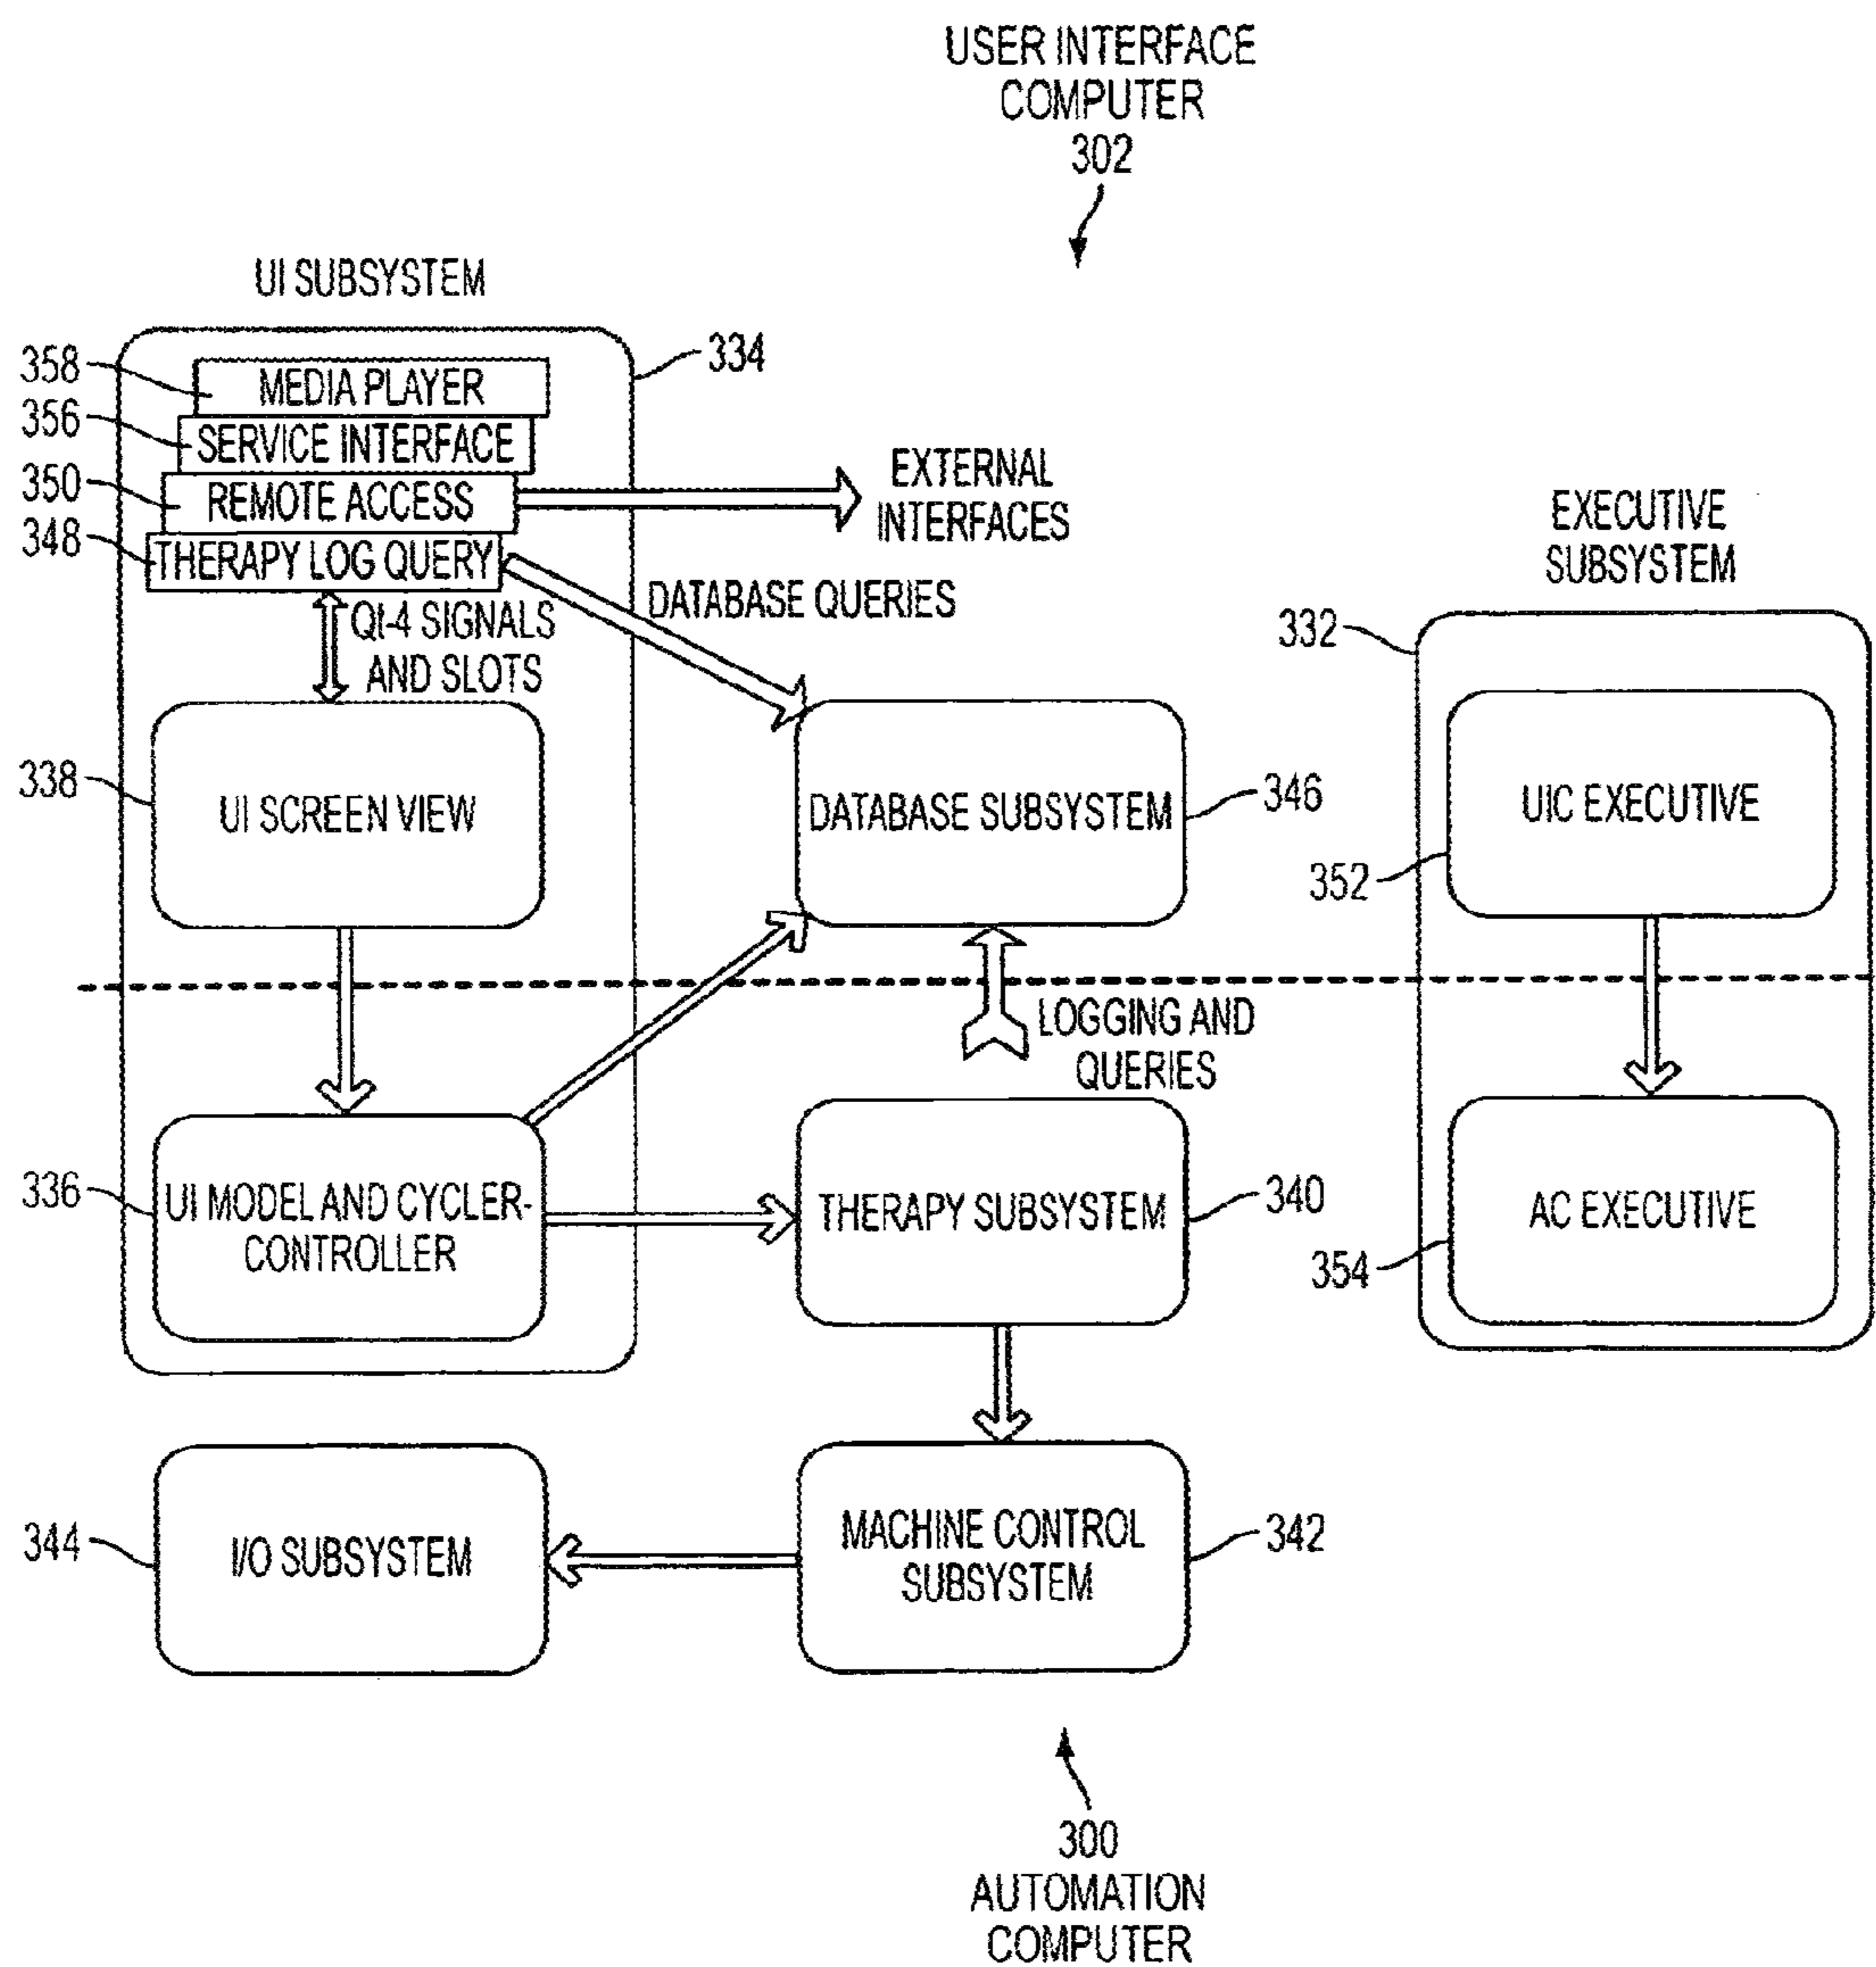 USER INTERFACE
COMPUTER
302
UI SUBSYSTEM
334
358
MEDIA PLAYER
356
SERVICE INTERFACE
350
REMOTE ACCESS
348
THERAPY LOG QUERY
EXTERNAL
INTERFACES
EXECUTIVE
SUBSYSTEM
DATABASE QUERIES
Qt-4 SIGNALS
AND SLOTS
332
338
UI SCREEN VIEW
DATABASE SUBSYSTEM
346
UIC EXECUTIVE
352
LOGGING AND
QUERIES
336
UI MODEL AND CYCLER-
CONTROLLER
THERAPY SUBSYSTEM
340
AC EXECUTIVE
354
344
I/O SUBSYSTEM
MACHINE CONTROL
SUBSYSTEM
342
300
AUTOMATION
COMPUTER